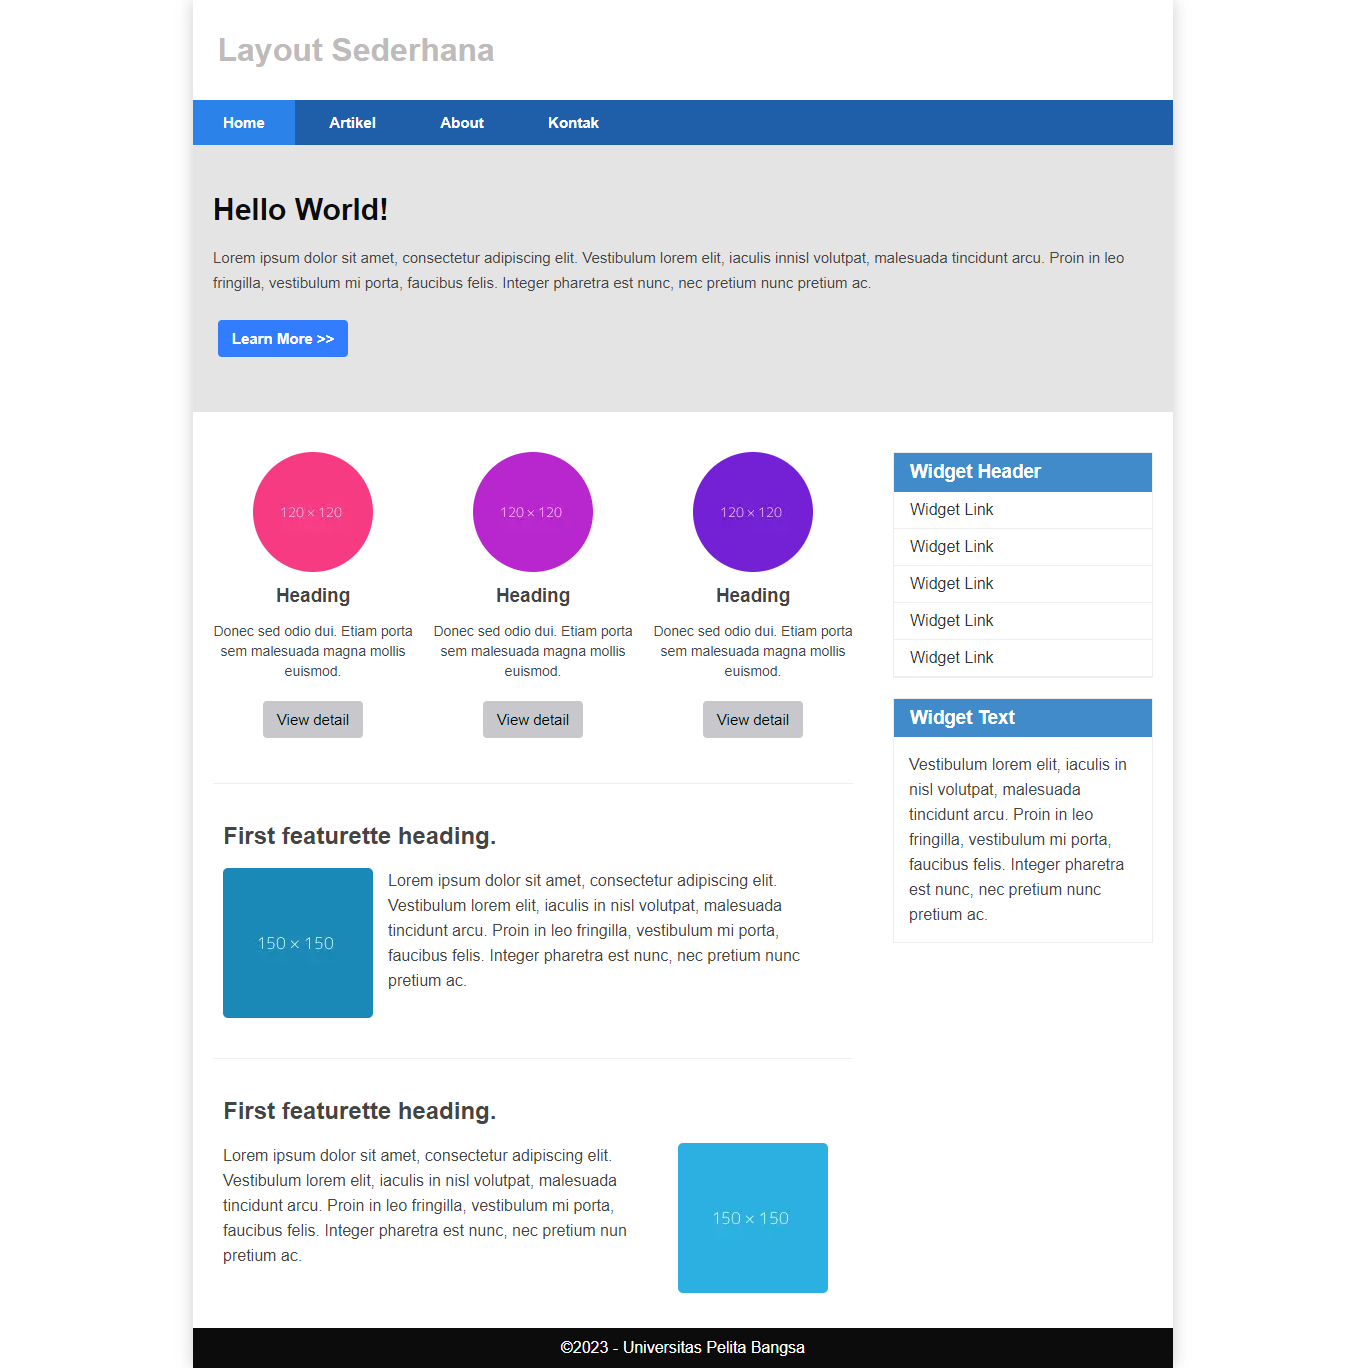 Layout Sederhana
Home Artikel About Kontak
Hello World!
Lorem ipsum dolor sit amet, consectetur adipiscing elit. Vestibulum lorem elit, iaculis innisl volutpat, malesuada tincidunt arcu. Proin in leo
fringilla, vestibulum mi porta, faucibus felis. Integer pharetra est nunc, nec pretium nunc pretium ac.
Learn More >>
120 × 120
Heading
Donec sed odio dui. Etiam porta
sem malesuada magna mollis
euismod.
View detail
120 × 120
Heading
Donec sed odio dui. Etiam porta
sem malesuada magna mollis
euismod.
View detail
120 × 120
Heading
Donec sed odio dui. Etiam porta
sem malesuada magna mollis
euismod.
View detail
First featurette heading.
150 × 150
Lorem ipsum dolor sit amet, consectetur adipiscing elit.
Vestibulum lorem elit, iaculis in nisl volutpat, malesuada
tincidunt arcu. Proin in leo fringilla, vestibulum mi porta,
faucibus felis. Integer pharetra est nunc, nec pretium nunc
pretium ac.
First featurette heading.
Lorem ipsum dolor sit amet, consectetur adipiscing elit.
Vestibulum lorem elit, iaculis in nisl volutpat, malesuada
tincidunt arcu. Proin in leo fringilla, vestibulum mi porta,
faucibus felis. Integer pharetra est nunc, nec pretium nun
pretium ac.
150 × 150
Widget Header
Widget Link
Widget Link
Widget Link
Widget Link
Widget Link
Widget Text
Vestibulum lorem elit, iaculis in
nisl volutpat, malesuada
tincidunt arcu. Proin in leo
fringilla, vestibulum mi porta,
faucibus felis. Integer pharetra
est nunc, nec pretium nunc
pretium ac.
©2023 - Universitas Pelita Bangsa